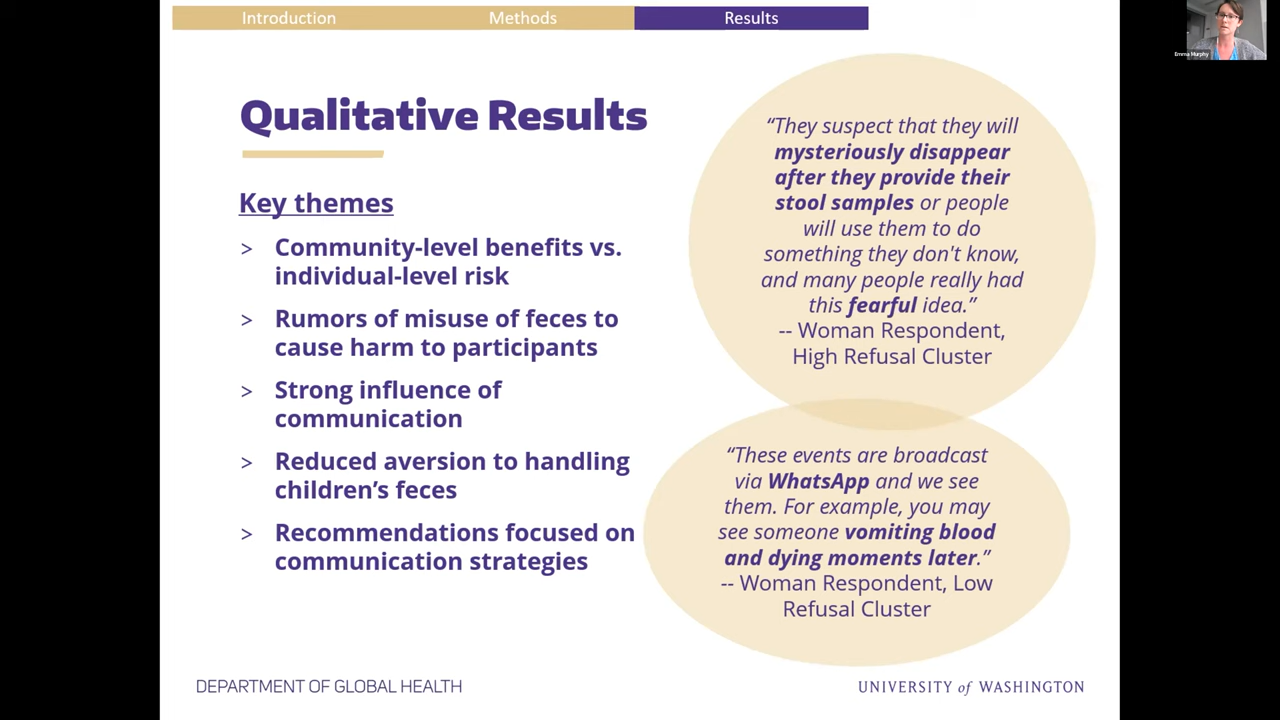 Introduction
Methods
Results
Emma Murphy
Qualitative Results
Key themes
> Community-level benefits vs.
individual-level risk
> Rumors of misuse of feces to
cause harm to participants
> Strong influence of
communication
> Reduced aversion to handling
children’s feces
> Recommendations focused on
communication strategies
“They suspect that they will
mysteriously disappear
after they provide their
stool samples or people
will use them to do
something they don't know,
and many people really had
this fearful idea.”
-- Woman Respondent,
High Refusal Cluster
“These events are broadcast
via WhatsApp and we see
them. For example, you may
see someone vomiting blood
and dying moments later.”
-- Woman Respondent, Low
Refusal Cluster
DEPARTMENT OF GLOBAL HEALTH
UNIVERSITY of WASHINGTON